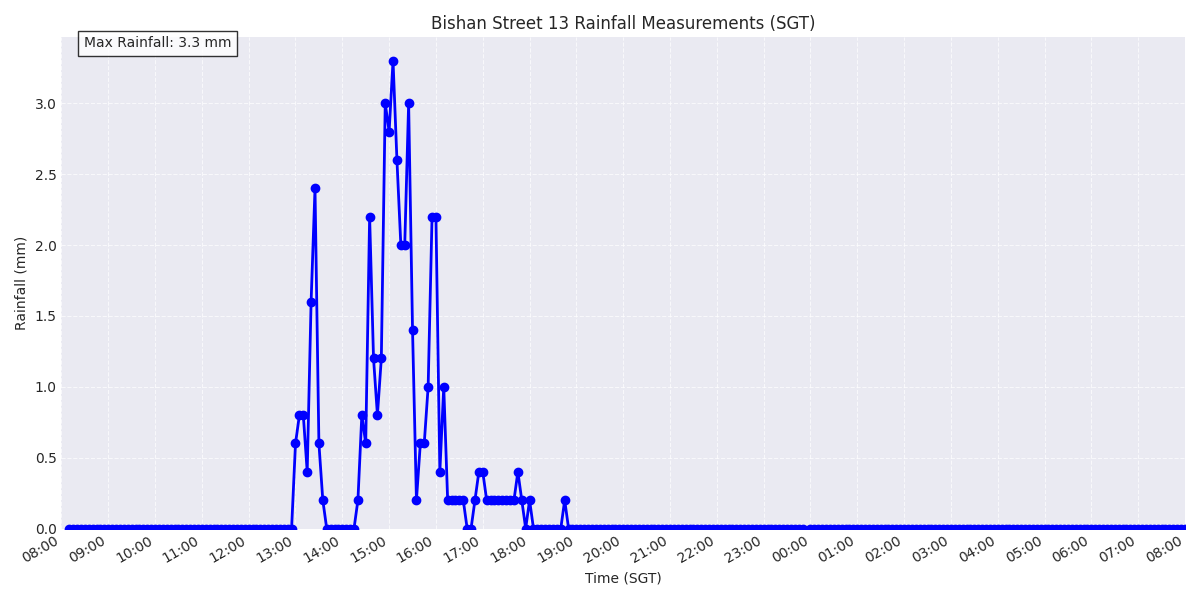 Bishan Street 13 Rainfall Measurements (SGT)
Max Rainfall: 3.3 mm
Rainfall (mm)
3.0
2.5
2.0
1.5
1.0
0.5
0.0
08:00 09:00 10:00 11:00 12:00 13:00 14:00 15:00 16:00 17:00 18:00 19:00 20:00 21:00 22:00 23:00 00:00 01:00 02:00 03:00 04:00 05:00 06:00 07:00 08:00
Time (SGT)